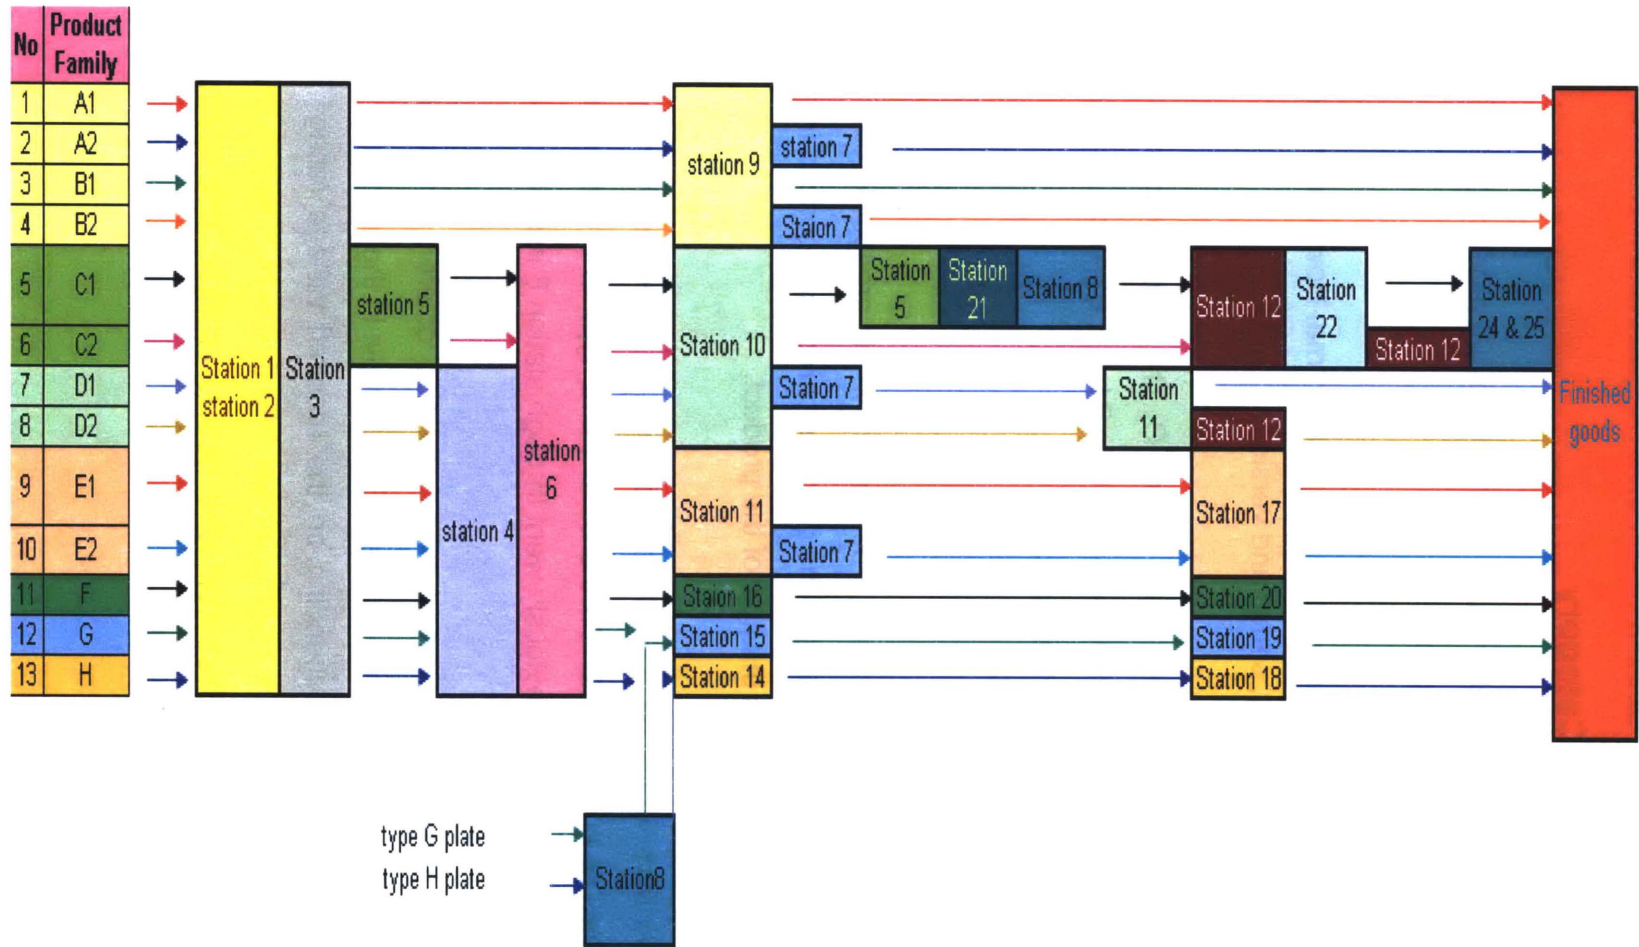 No
Product
Family
1 A1
2 A2
3 B1
4 B2
5 C1
6 C2
7 D1
8 D2
9 E1
10 E2
11 F
12 G
13 H
Station 1
station 2
Station
3
station 5
station 4
station
6
station 9
station 7
Staion 7
Station 10
Station 7
Station 11
Station 7
Staion 16
Station 15
Station 14
Station
5
Station
21
Station 8
Station
11
Station 12
Station
22
Station 12
Station
24 & 25
Station 12
Station 17
Station 20
Station 19
Station 18
Finished
goods
type G plate
type H plate
Station8